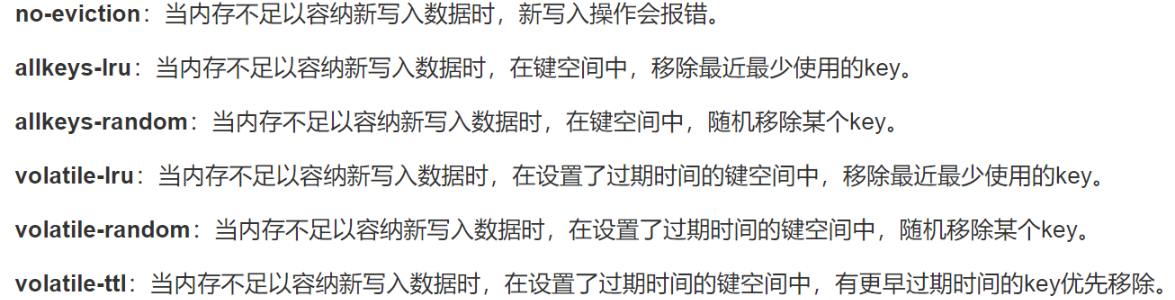 no-eviction：当内存不足以容纳新写入数据时，新写入操作会报错。
allkeys-lru：当内存不足以容纳新写入数据时，在键空间中，移除最近最少使用的key。
allkeys-random：当内存不足以容纳新写入数据时，在键空间中，随机移除某个key。
volatile-lru：当内存不足以容纳新写入数据时，在设置了过期时间的键空间中，移除最近最少使用的key。
volatile-random：当内存不足以容纳新写入数据时，在设置了过期时间的键空间中，随机移除某个key。
volatile-ttl：当内存不足以容纳新写入数据时，在设置了过期时间的键空间中，有更早过期时间的key优先移除。